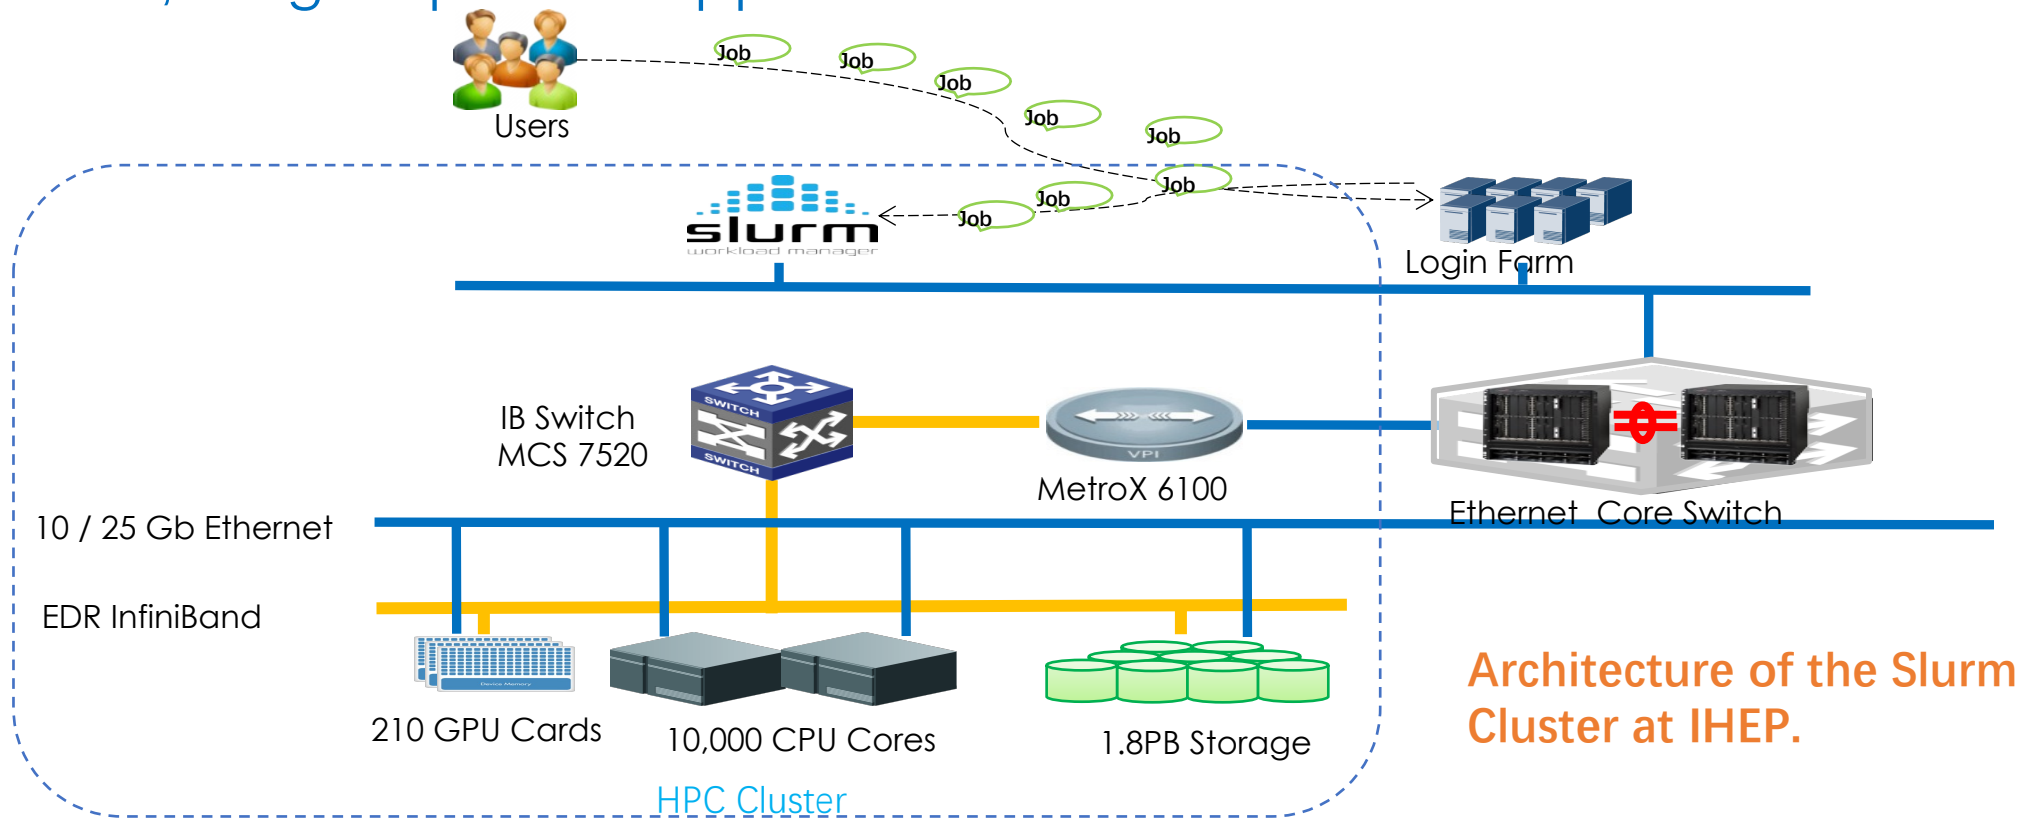 Job
Job
Job
Job
Job
Users
Job
Job
Job
slurm
workload manager
Login Farm
SWITCH
IB Switch
MCS 7520
SWITCH
VPI
MetroX 6100
Ethernet Core Switch
10 / 25 Gb Ethernet
EDR InfiniBand
Device Memory
210 GPU Cards
10,000 CPU Cores
1.8PB Storage
Architecture of the Slurm
Cluster at IHEP.
HPC Cluster